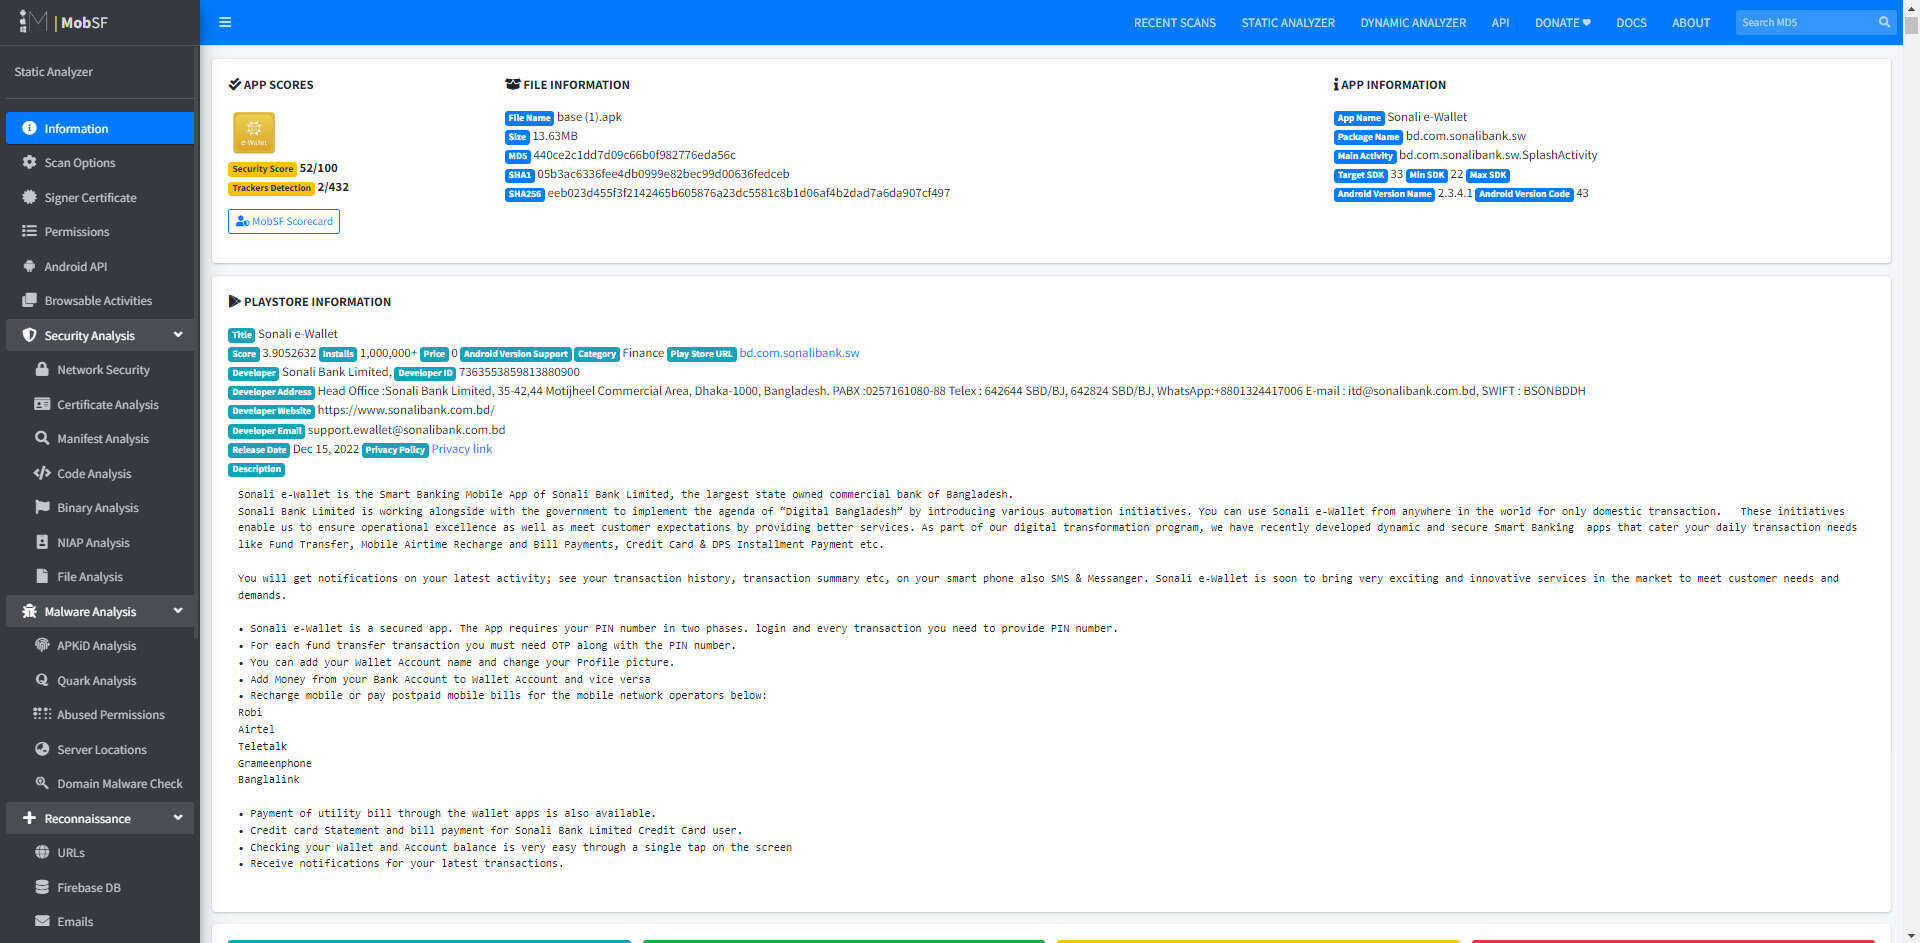 MobSF
RECENT SCANS STATIC ANALYZER DYNAMIC ANALYZER API DONATE DOCS ABOUT Search MD5
Static Analyzer
Information
Scan Options
Signer Certificate
Permissions
Android API
Browsable Activities
Security Analysis
Network Security
Certificate Analysis
Manifest Analysis
Code Analysis
Binary Analysis
NIAP Analysis
File Analysis
Malware Analysis
APKiD Analysis
Quark Analysis
Abused Permissions
Server Locations
Domain Malware Check
Reconnaissance
URLs
Firebase DB
Emails
APP SCORES
e-Wallet
Security Score 52/100
Trackers Detection 2/432
MobSF Scorecard
FILE INFORMATION
File Name base (1).apk
Size 13.63MB
MD5 440ce2c1dd7d09c66b0f982776eda56c
SHA1 05b3ac6336fee4db0999e82bec99d00636fedceb
SHA256 eeb023d455f3f2142465b605876a23dc5581c8b1d06af4b2dad7a6da907cf497
APP INFORMATION
App Name Sonali e-Wallet
Package Name bd.com.sonalibank.sw
Main Activity bd.com.sonalibank.sw.SplashActivity
Target SDK 33 Min SDK 22 Max SDK
Android Version Name 2.3.4.1 Android Version Code 43
PLAYSTORE INFORMATION
Title Sonali e-Wallet
Score 3.9052632 Installs 1,000,000+ Price 0 Android Version Support Category Finance Play Store URL bd.com.sonalibank.sw
Developer Sonali Bank Limited, Developer ID 7363553859813880900
Developer Address Head Office :Sonali Bank Limited, 35-42,44 Motijheel Commercial Area, Dhaka-1000, Bangladesh. PABX :0257161080-88 Telex : 642644 SBD/BJ, 642824 SBD/BJ, WhatsApp:+8801324417006 E-mail : itd@sonalibank.com.bd, SWIFT : BSONBDDH
Developer Website https://www.sonalibank.com.bd/
Developer Email support.ewallet@sonalibank.com.bd
Release Date Dec 15, 2022 Privacy Policy Privacy link
Description
Sonali e-Wallet is the Smart Banking Mobile App of Sonali Bank Limited, the largest state owned commercial bank of Bangladesh.
Sonali Bank Limited is working alongside with the government to implement the agenda of “Digital Bangladesh” by introducing various automation initiatives. You can use Sonali e-Wallet from anywhere in the world for only domestic transaction. These initiatives
enable us to ensure operational excellence as well as meet customer expectations by providing better services. As part of our digital transformation program, we have recently developed dynamic and secure Smart Banking apps that cater your daily transaction needs
like Fund Transfer, Mobile Airtime Recharge and Bill Payments, Credit Card & DPS Installment Payment etc.
You will get notifications on your latest activity; see your transaction history, transaction summary etc, on your smart phone also SMS & Messanger. Sonali e-Wallet is soon to bring very exciting and innovative services in the market to meet customer needs and
demands.
• Sonali e-Wallet is a secured app. The App requires your PIN number in two phases. login and every transaction you need to provide PIN number.
• For each fund transfer transaction you must need OTP along with the PIN number.
• You can add your Wallet Account name and change your Profile picture.
• Add Money from your Bank Account to Wallet Account and vice versa
• Recharge mobile or pay postpaid mobile bills for the mobile network operators below:
Robi
Airtel
Teletalk
Grameenphone
Banglalink
• Payment of utility bill through the wallet apps is also available.
• Credit card Statement and bill payment for Sonali Bank Limited Credit Card user.
• Checking your Wallet and Account balance is very easy through a single tap on the screen
• Receive notifications for your latest transactions.